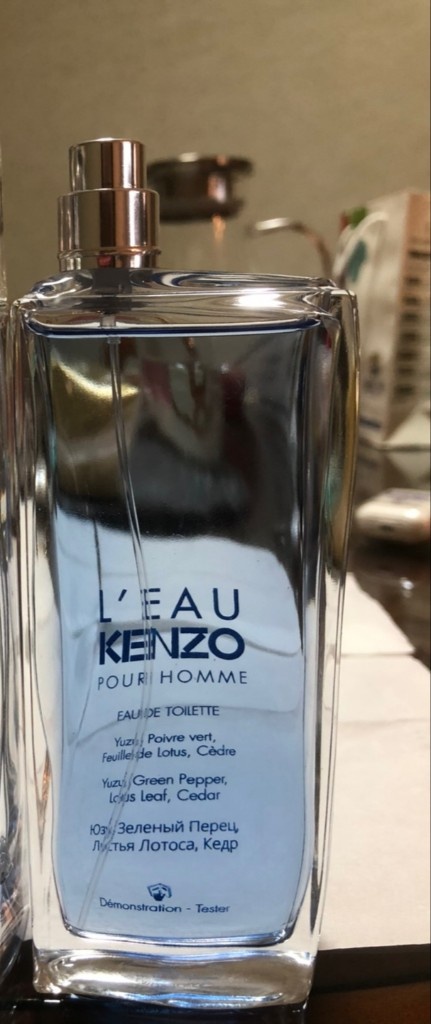 L'EAU
KENZO
POUR HOMME
EAU DE TOILETTE
Yuzu, Poivre vert,
Feuille de Lotus, Cèdre
Yuzu, Green Pepper,
Lotus Leaf, Cedar
Юзу, Зеленый Перец,
Листья Лотоса, Кедр
Démonstration - Tester